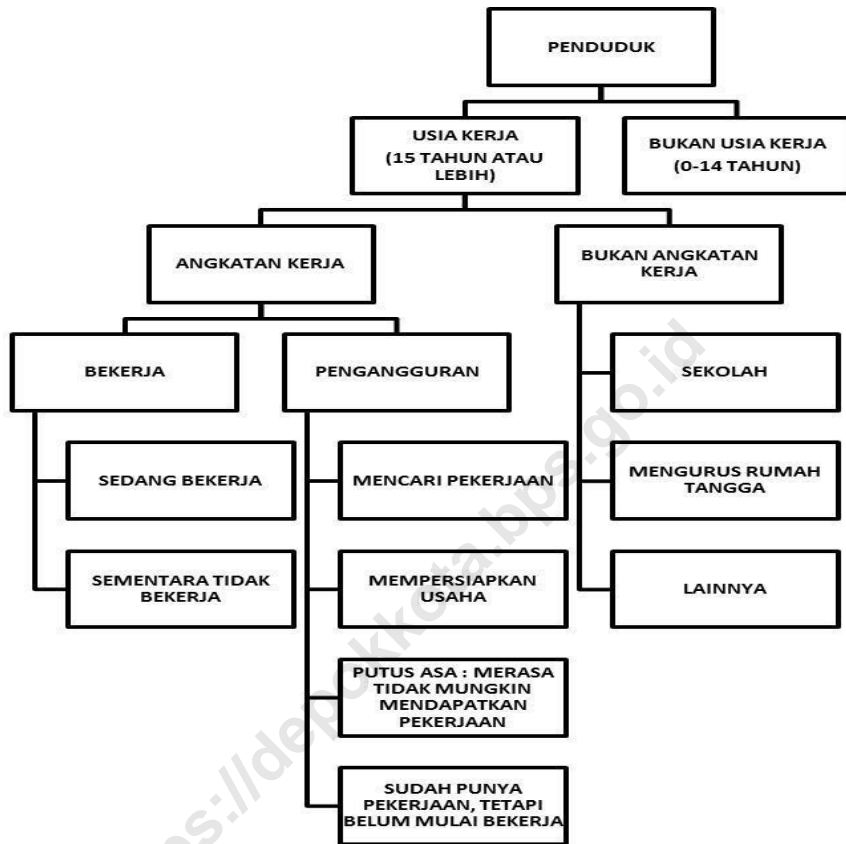 PENDUDUK
USIA KERJA
(15 TAHUN ATAU
LEBIH)
BUKAN USIA KERJA
(0-14 TAHUN)
ANGKATAN KERJA
BUKAN ANGKATAN
KERJA
BEKERJA
PENGANGGURAN
SEKOLAH
SEDANG BEKERJA
MENCARI PEKERJAAN
MENGURUS RUMAH
TANGGA
SEMENTARA TIDAK
BEKERJA
MEMPERSIAPKAN
USAHA
LAINNYA
PUTUS ASA : MERASA
TIDAK MUNGKIN
MENDAPATKAN
PEKERJAAN
SUDAH PUNYA
PEKERJAAN, TETAPI
BELUM MULAI BEKERJA
ps://depokkota.bps.go.id